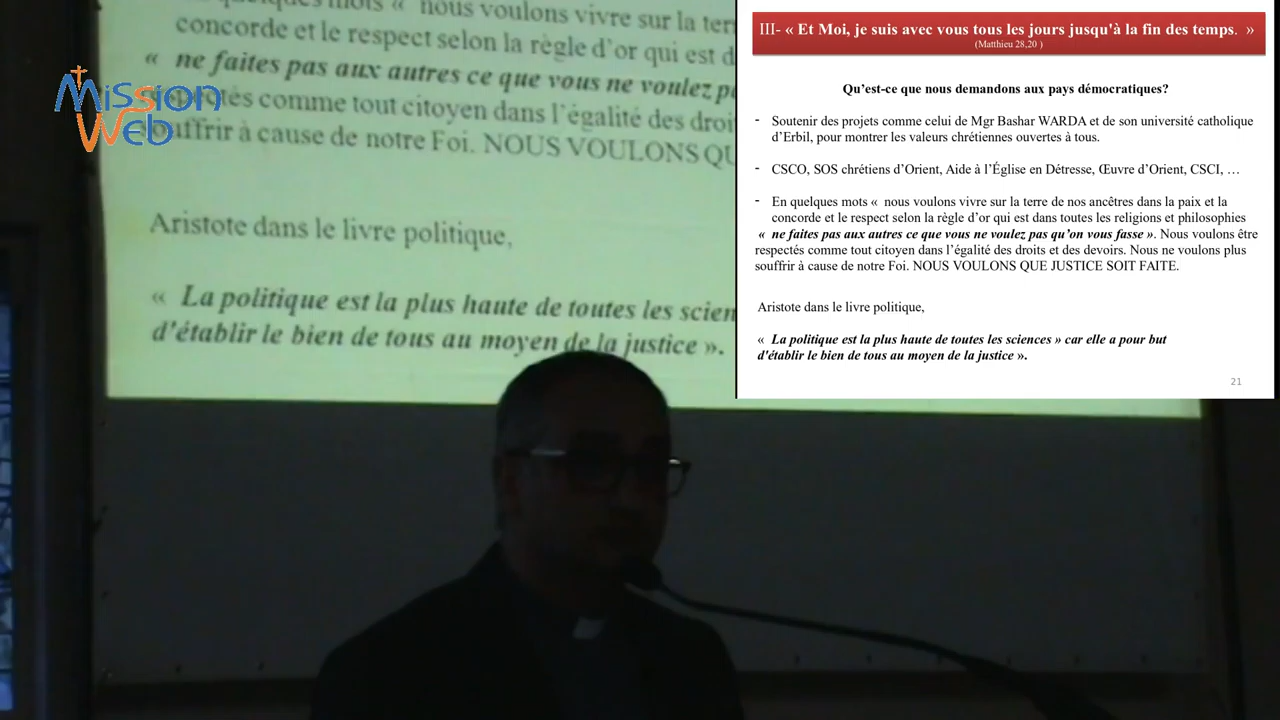 Mission
Web
quelques mots « nous voulons vivre sur la ter
concorde et le respect selon la règle d’or qui est d
« ne faites pas aux autres ce que vous ne voulez p
comme tout citoyen dans l’égalité des droi
souffrir à cause de notre Foi. NOUS VOULONS QU
Aristote dans le livre politique,
« La politique est la plus haute de toutes les scien
d'établir le bien de tous au moyen de la justice ».
III- « Et Moi, je suis avec vous tous les jours jusqu'à la fin des temps. »
(Matthieu 28,20 )
Qu’est-ce que nous demandons aux pays démocratiques?
- Soutenir des projets comme celui de Mgr Bashar WARDA et de son université catholique
d’Erbil, pour montrer les valeurs chrétiennes ouvertes à tous.
- CSCO, SOS chrétiens d’Orient, Aide à l’Église en Détresse, Œuvre d’Orient, CSCI, …
- En quelques mots « nous voulons vivre sur la terre de nos ancêtres dans la paix et la
concorde et le respect selon la règle d’or qui est dans toutes les religions et philosophies
« ne faites pas aux autres ce que vous ne voulez pas qu’on vous fasse ». Nous voulons être
respectés comme tout citoyen dans l’égalité des droits et des devoirs. Nous ne voulons plus
souffrir à cause de notre Foi. NOUS VOULONS QUE JUSTICE SOIT FAITE.
Aristote dans le livre politique,
« La politique est la plus haute de toutes les sciences » car elle a pour but
d'établir le bien de tous au moyen de la justice ».
21